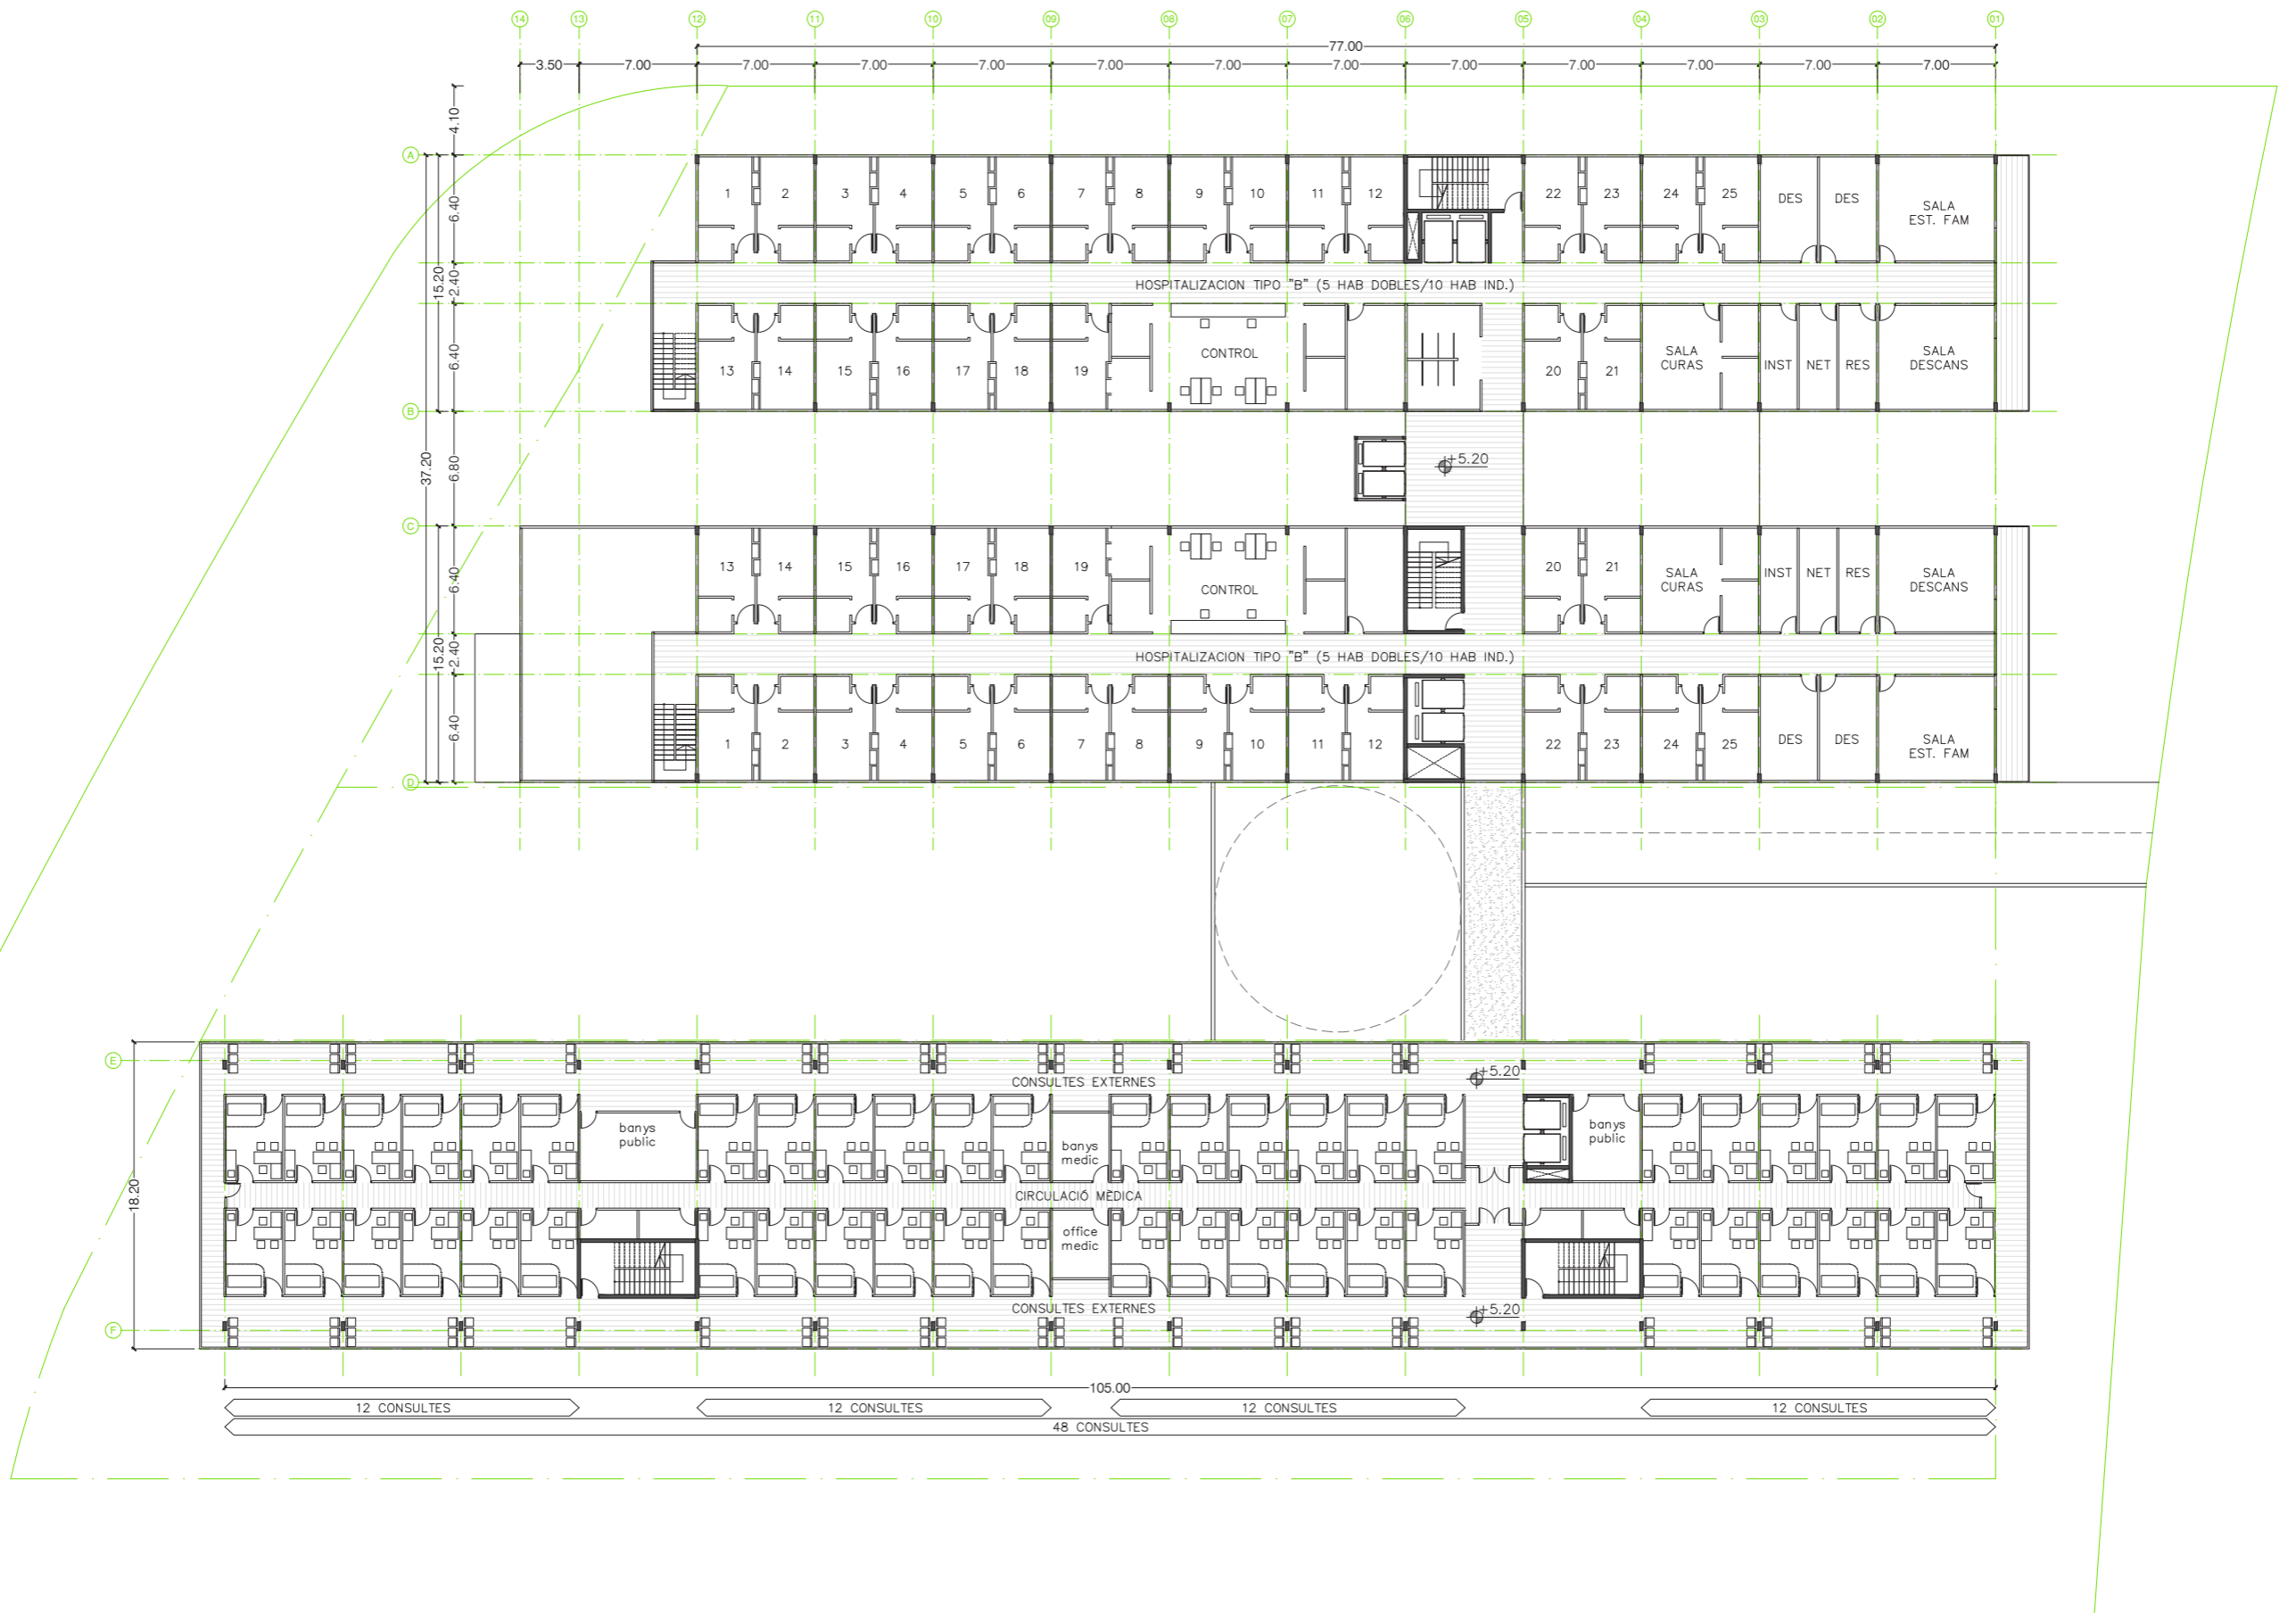 14 13 12 11 10 09 08 07 06 05 04 03 02 01
77.00
3.50 7.00 7.00 7.00 7.00 7.00 7.00 7.00 7.00 7.00 7.00 7.00 7.00
4.10
A
1 2 3 4 5 6 7 8 9 10 11 12 22 23 24 25 DES DES SALA
EST. FAM
6.40
15.20
2.40
HOSPITALIZACION TIPO "B" (5 HAB DOBLES/10 HAB IND.)
6.40
13 14 15 16 17 18 19 CONTROL 20 21 SALA
CURAS
INST NET RES SALA
DESCANS
B
37.20
6.80
+5.20
C
13 14 15 16 17 18 19 CONTROL 20 21 SALA
CURAS
INST NET RES SALA
DESCANS
6.40
15.20
2.40
HOSPITALIZACION TIPO "B" (5 HAB DOBLES/10 HAB IND.)
6.40
1 2 3 4 5 6 7 8 9 10 11 12 22 23 24 25 DES DES SALA
EST. FAM
D
E
CONSULTES EXTERNES
+5.20
banys
public
banys
medic
banys
public
18.20
CIRCULACIÓ MÈDICA
office
medic
CONSULTES EXTERNES
+5.20
F
105.00
12 CONSULTES 12 CONSULTES 12 CONSULTES 12 CONSULTES
48 CONSULTES